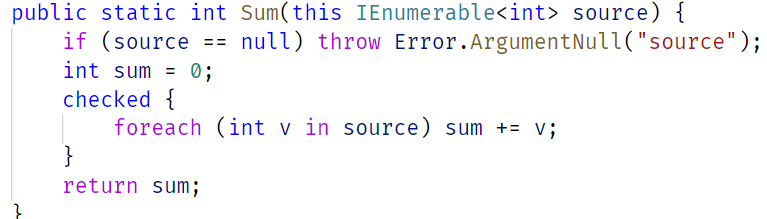 public static int Sum(this IEnumerable<int> source) {
    if (source == null) throw Error.ArgumentNull("source");
    int sum = 0;
    checked {
        foreach (int v in source) sum += v;
    }
    return sum;
}